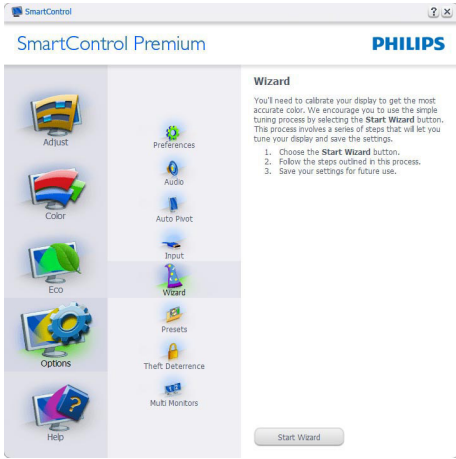 SmartControl
SmartControl Premium
PHILIPS
Adjust
Color
Eco
Options
Help
Preferences
Audio
Auto Pivot
Input
Wizard
Presets
Theft Deterrence
Multi Monitors
Wizard
You'll need to calibrate your display to get the most
accurate color. We encourage you to use the simple
tuning process by selecting the Start Wizard button.
This process involves a series of steps that will let you
tune your display and save the settings.
1. Choose the Start Wizard button.
2. Follow the steps outlined in this process.
3. Save your settings for future use.
Start Wizard